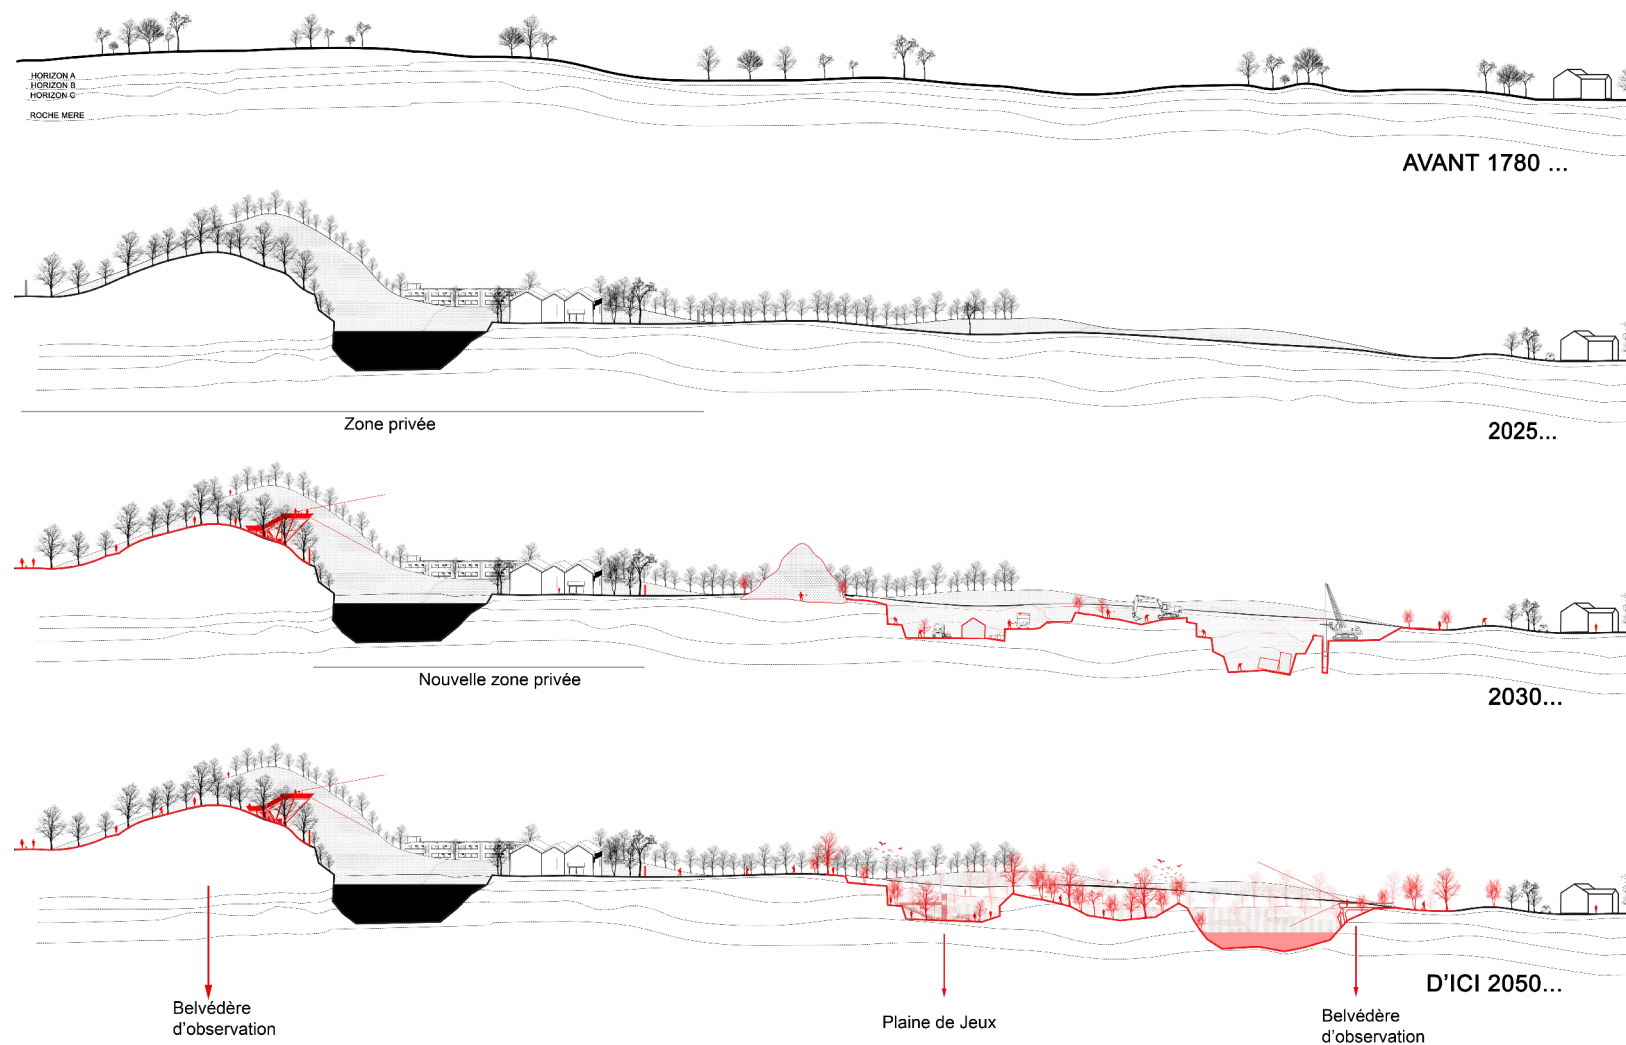 HORIZON A
HORIZON B
HORIZON C
ROCHE MERE
AVANT 1780 ...
Zone privée
2025...
Nouvelle zone privée
2030...
D'ICI 2050...
Belvédère
d'observation
Plaine de Jeux
Belvédère
d'observation